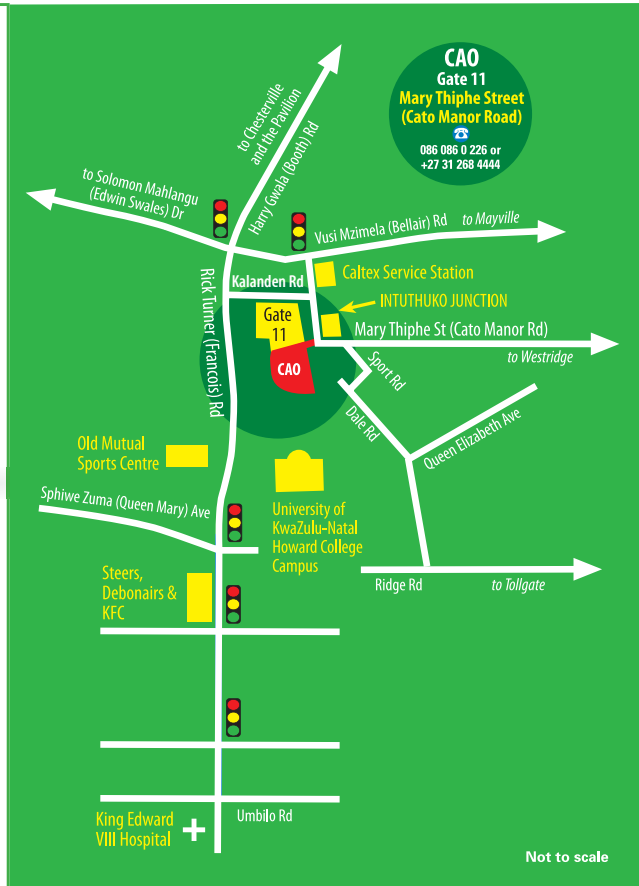 CAO
Gate 11
Mary Thiphe Street
(Cato Manor Road)
086 086 0 226 or
+27 31 268 4444
to Chesterville
and the Pavilion
Harry Gwala (Booth) Rd
to Solomon Mahlangu
(Edwin Swales) Dr
Vusi Mzimela (Bellair) Rd
to Mayville
Caltex Service Station
Kalanden Rd
INTUTHUKO JUNCTION
Gate
11
CAO
Mary Thiphe St (Cato Manor Rd)
to Westridge
Rick Turner (Francois) Rd
Sport Rd
Dale Rd
Queen Elizabeth Ave
Old Mutual
Sports Centre
Sphiwe Zuma (Queen Mary) Ave
University of
KwaZulu-Natal
Howard College
Campus
Steers,
Debonairs &
KFC
Ridge Rd
to Tollgate
King Edward
VIII Hospital
Umbilo Rd
Not to scale